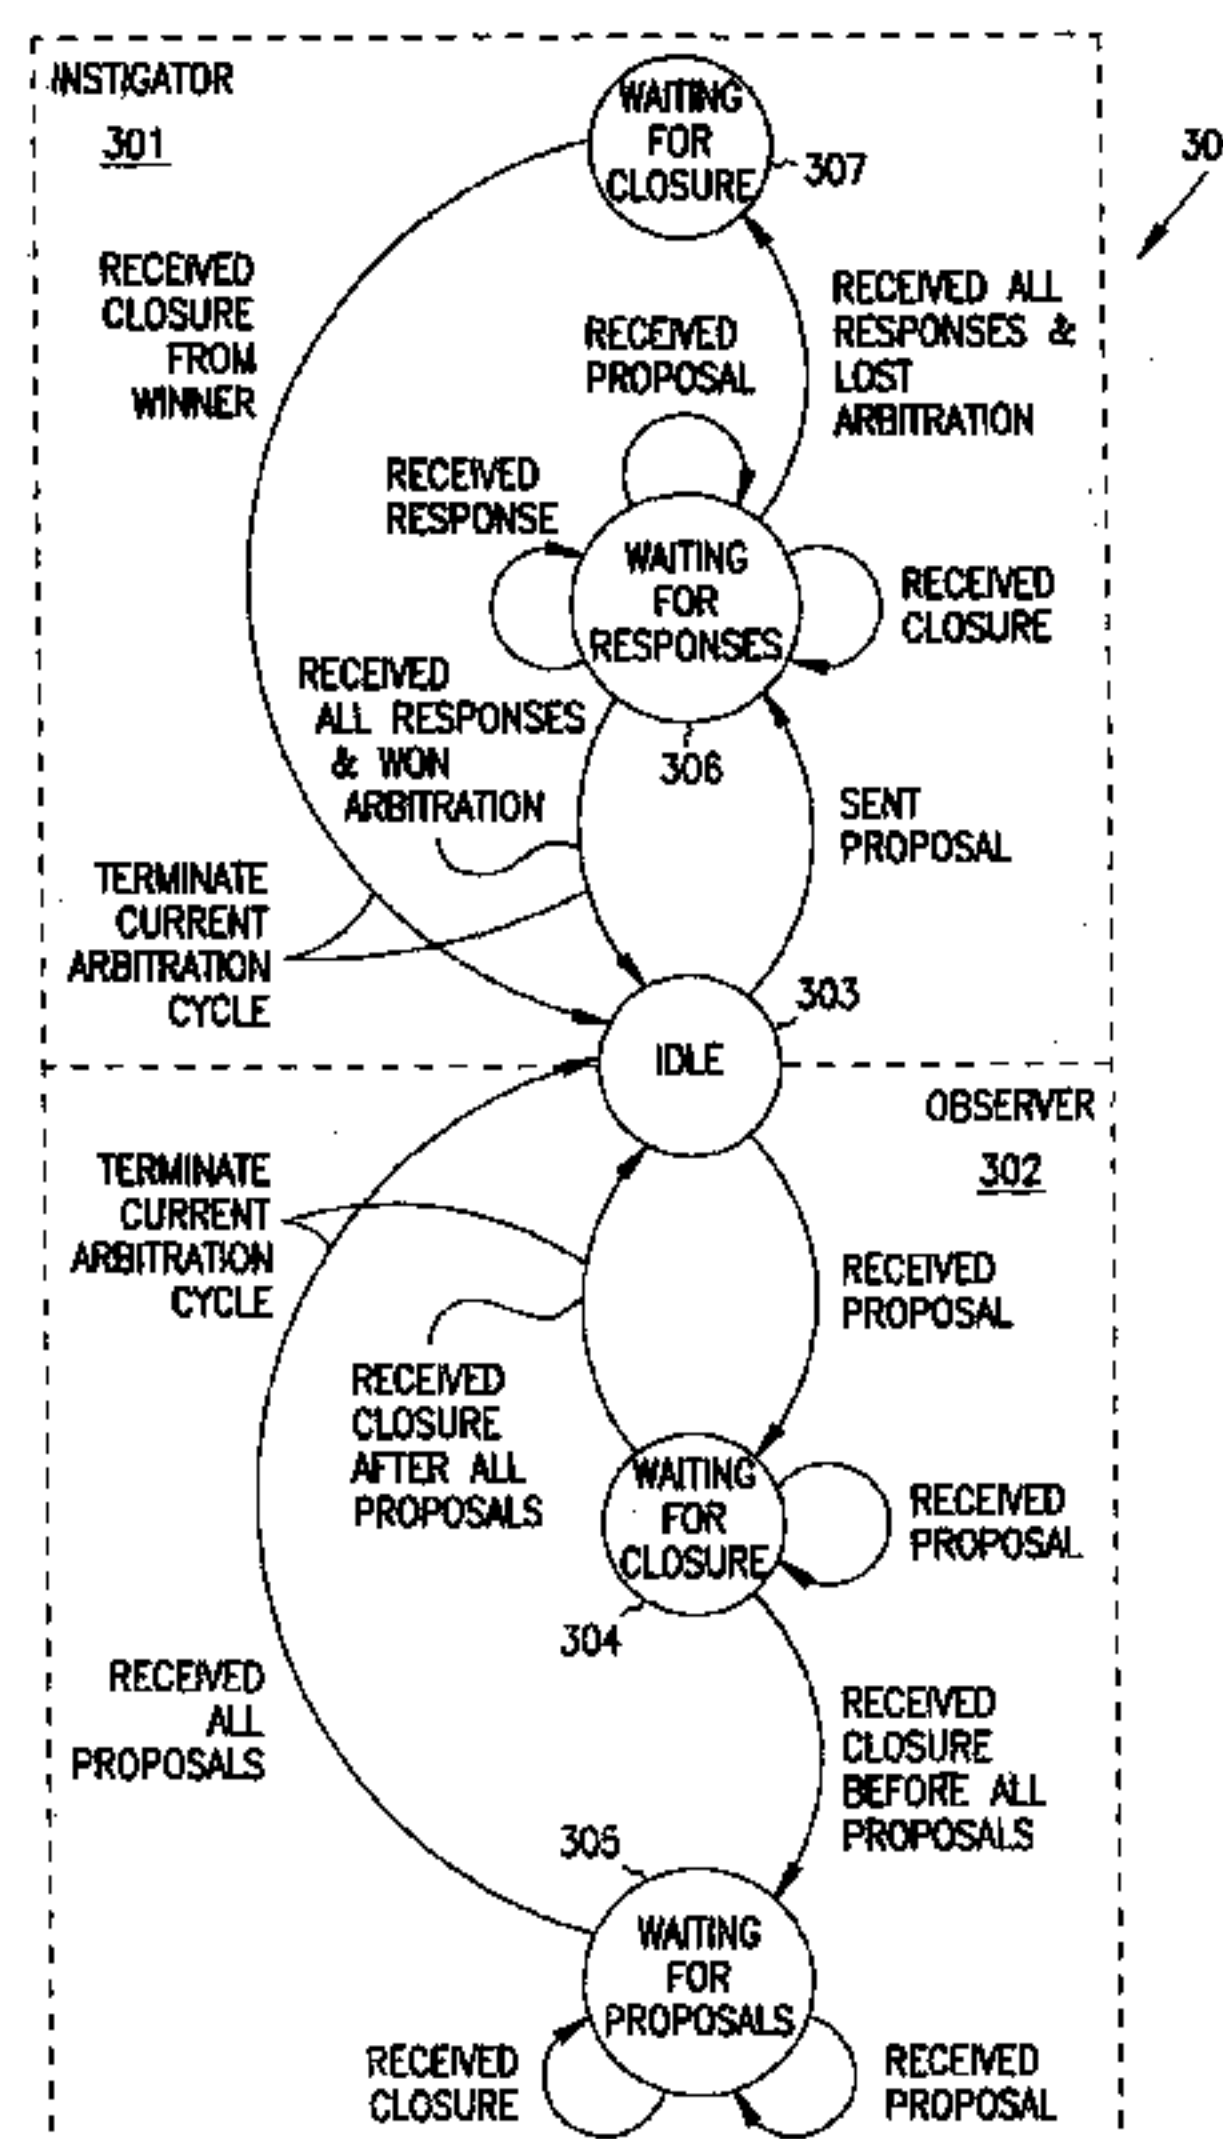 INSTIGATOR
301
WAITING
FOR
CLOSURE
307
30
RECEIVED
CLOSURE
FROM
WINNER
RECEIVED ALL
RESPONSES &
LOST
ARBITRATION
RECEIVED
PROPOSAL
RECEIVED
RESPONSE
WAITING
FOR
RESPONSES
RECEIVED
CLOSURE
306
RECEIVED
ALL RESPONSES
& WON
ARBITRATION
SENT
PROPOSAL
TERMINATE
CURRENT
ARBITRATION
CYCLE
303
IDLE
OBSERVER
302
TERMINATE
CURRENT
ARBITRATION
CYCLE
RECEIVED
PROPOSAL
RECEIVED
CLOSURE
AFTER ALL
PROPOSALS
WAITING
FOR
CLOSURE
304
RECEIVED
PROPOSAL
RECEIVED
ALL
PROPOSALS
RECEIVED
CLOSURE
BEFORE ALL
PROPOSALS
305
WAITING
FOR
PROPOSALS
RECEIVED
CLOSURE
RECEIVED
PROPOSAL